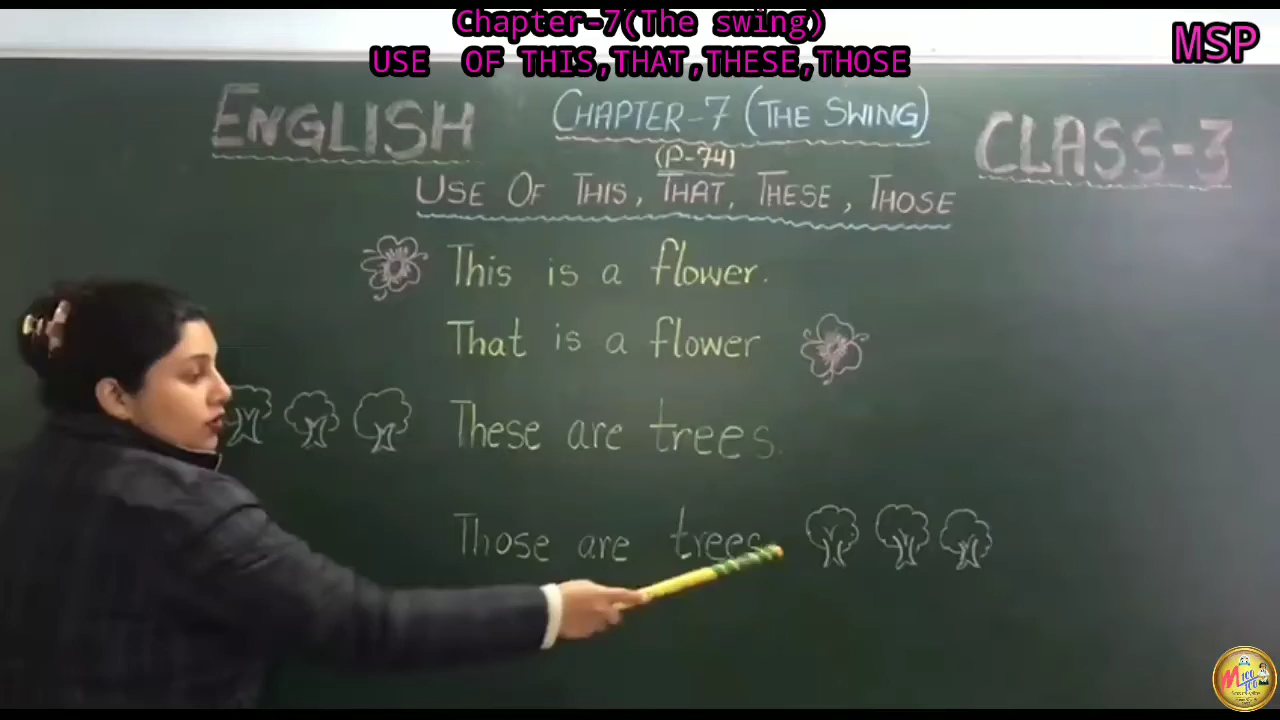 Chapter-7(The swing)
USE OF THIS,THAT,THESE,THOSE
MSP
ENGLISH
CHAPTER-7 (THE SWING)
CLASS-3
(P-74)
USE OF THIS, THAT, THESE, THOSE
This is a flower.
That is a flower
These are trees.
Those are trees